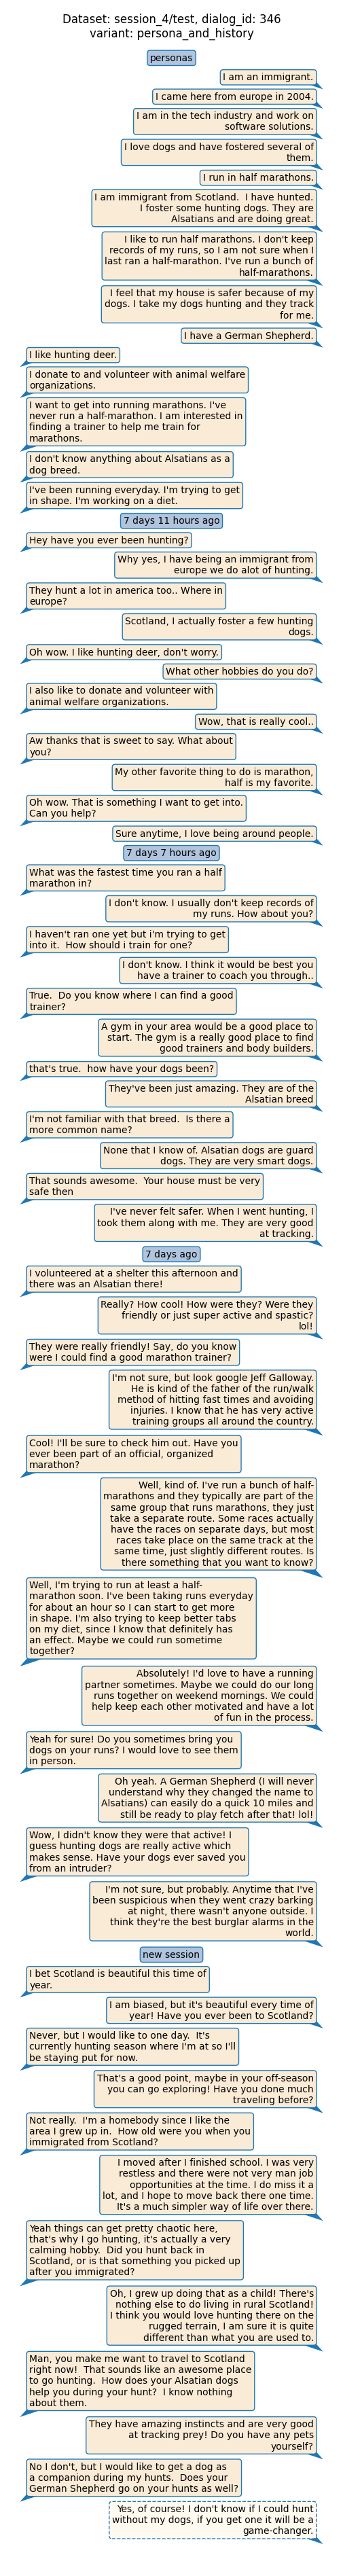 Dataset: session_4/test, dialog_id: 346
variant: persona_and_history
personas
I am an immigrant.
I came here from europe in 2004.
I am in the tech industry and work on
software solutions.
I love dogs and have fostered several of
them.
I run in half marathons.
I am immigrant from Scotland.  I have hunted.
I foster some hunting dogs. They are
Alsatians and are doing great.
I like to run half marathons. I don't keep
records of my runs, so I am not sure when I
last ran a half-marathon. I've run a bunch of
half-marathons.
I feel that my house is safer because of my
dogs. I take my dogs hunting and they track
for me.
I have a German Shepherd.
I like hunting deer.
I donate to and volunteer with animal welfare
organizations.
I want to get into running marathons. I've
never run a half-marathon. I am interested in
finding a trainer to help me train for
marathons.
I don't know anything about Alsatians as a
dog breed.
I've been running everyday. I'm trying to get
in shape. I'm working on a diet.
7 days 11 hours ago
Hey have you ever been hunting?
Why yes, I have being an immigrant from
europe we do alot of hunting.
They hunt a lot in america too.. Where in
europe?
Scotland, I actually foster a few hunting
dogs.
Oh wow. I like hunting deer, don't worry.
What other hobbies do you do?
I also like to donate and volunteer with
animal welfare organizations.
Wow, that is really cool..
Aw thanks that is sweet to say. What about
you?
My other favorite thing to do is marathon,
half is my favorite.
Oh wow. That is something I want to get into.
Can you help?
Sure anytime, I love being around people.
7 days 7 hours ago
What was the fastest time you ran a half
marathon in?
I don't know. I usually don't keep records of
my runs. How about you?
I haven't ran one yet but i'm trying to get
into it.  How should i train for one?
I don't know. I think it would be best you
have a trainer to coach you through..
True.  Do you know where I can find a good
trainer?
A gym in your area would be a good place to
start. The gym is a really good place to find
good trainers and body builders.
that's true.  how have your dogs been?
They've been just amazing. They are of the
Alsatian breed
I'm not familiar with that breed.  Is there a
more common name?
None that I know of. Alsatian dogs are guard
dogs. They are very smart dogs.
That sounds awesome.  Your house must be very
safe then
I've never felt safer. When I went hunting, I
took them along with me. They are very good
at tracking.
7 days ago
I volunteered at a shelter this afternoon and
there was an Alsatian there!
Really? How cool! How were they? Were they
friendly or just super active and spastic?
lol!
They were really friendly! Say, do you know
were I could find a good marathon trainer?
I'm not sure, but look google Jeff Galloway.
He is kind of the father of the run/walk
method of hitting fast times and avoiding
injuries. I know that he has very active
training groups all around the country.
Cool! I'll be sure to check him out. Have you
ever been part of an official, organized
marathon?
Well, kind of. I've run a bunch of half-
marathons and they typically are part of the
same group that runs marathons, they just
take a separate route. Some races actually
have the races on separate days, but most
races take place on the same track at the
same time, just slightly different routes. Is
there something that you want to know?
Well, I'm trying to run at least a half-
marathon soon. I've been taking runs everyday
for about an hour so I can start to get more
in shape. I'm also trying to keep better tabs
on my diet, since I know that definitely has
an effect. Maybe we could run sometime
together?
Absolutely! I'd love to have a running
partner sometimes. Maybe we could do our long
runs together on weekend mornings. We could
help keep each other motivated and have a lot
of fun in the process.
Yeah for sure! Do you sometimes bring you
dogs on your runs? I would love to see them
in person.
Oh yeah. A German Shepherd (I will never
understand why they changed the name to
Alsatians) can easily do a quick 10 miles and
still be ready to play fetch after that! lol!
Wow, I didn't know they were that active! I
guess hunting dogs are really active which
makes sense. Have your dogs ever saved you
from an intruder?
I'm not sure, but probably. Anytime that I've
been suspicious when they went crazy barking
at night, there wasn't anyone outside. I
think they're the best burglar alarms in the
world.
new session
I bet Scotland is beautiful this time of
year.
I am biased, but it's beautiful every time of
year! Have you ever been to Scotland?
Never, but I would like to one day.  It's
currently hunting season where I'm at so I'll
be staying put for now.
That's a good point, maybe in your off-season
you can go exploring! Have you done much
traveling before?
Not really.  I'm a homebody since I like the
area I grew up in.  How old were you when you
immigrated from Scotland?
I moved after I finished school. I was very
restless and there were not very man job
opportunities at the time. I do miss it a
lot, and I hope to move back there one time.
It's a much simpler way of life over there.
Yeah things can get pretty chaotic here,
that's why I go hunting, it's actually a very
calming hobby.  Did you hunt back in
Scotland, or is that something you picked up
after you immigrated?
Oh, I grew up doing that as a child! There's
nothing else to do living in rural Scotland!
I think you would love hunting there on the
rugged terrain, I am sure it is quite
different than what you are used to.
Man, you make me want to travel to Scotland
right now!  That sounds like an awesome place
to go hunting.  How does your Alsatian dogs
help you during your hunt?  I know nothing
about them.
They have amazing instincts and are very good
at tracking prey! Do you have any pets
yourself?
No I don't, but I would like to get a dog as
a companion during my hunts.  Does your
German Shepherd go on your hunts as well?
Yes, of course! I don't know if I could hunt
without my dogs, if you get one it will be a
game-changer.